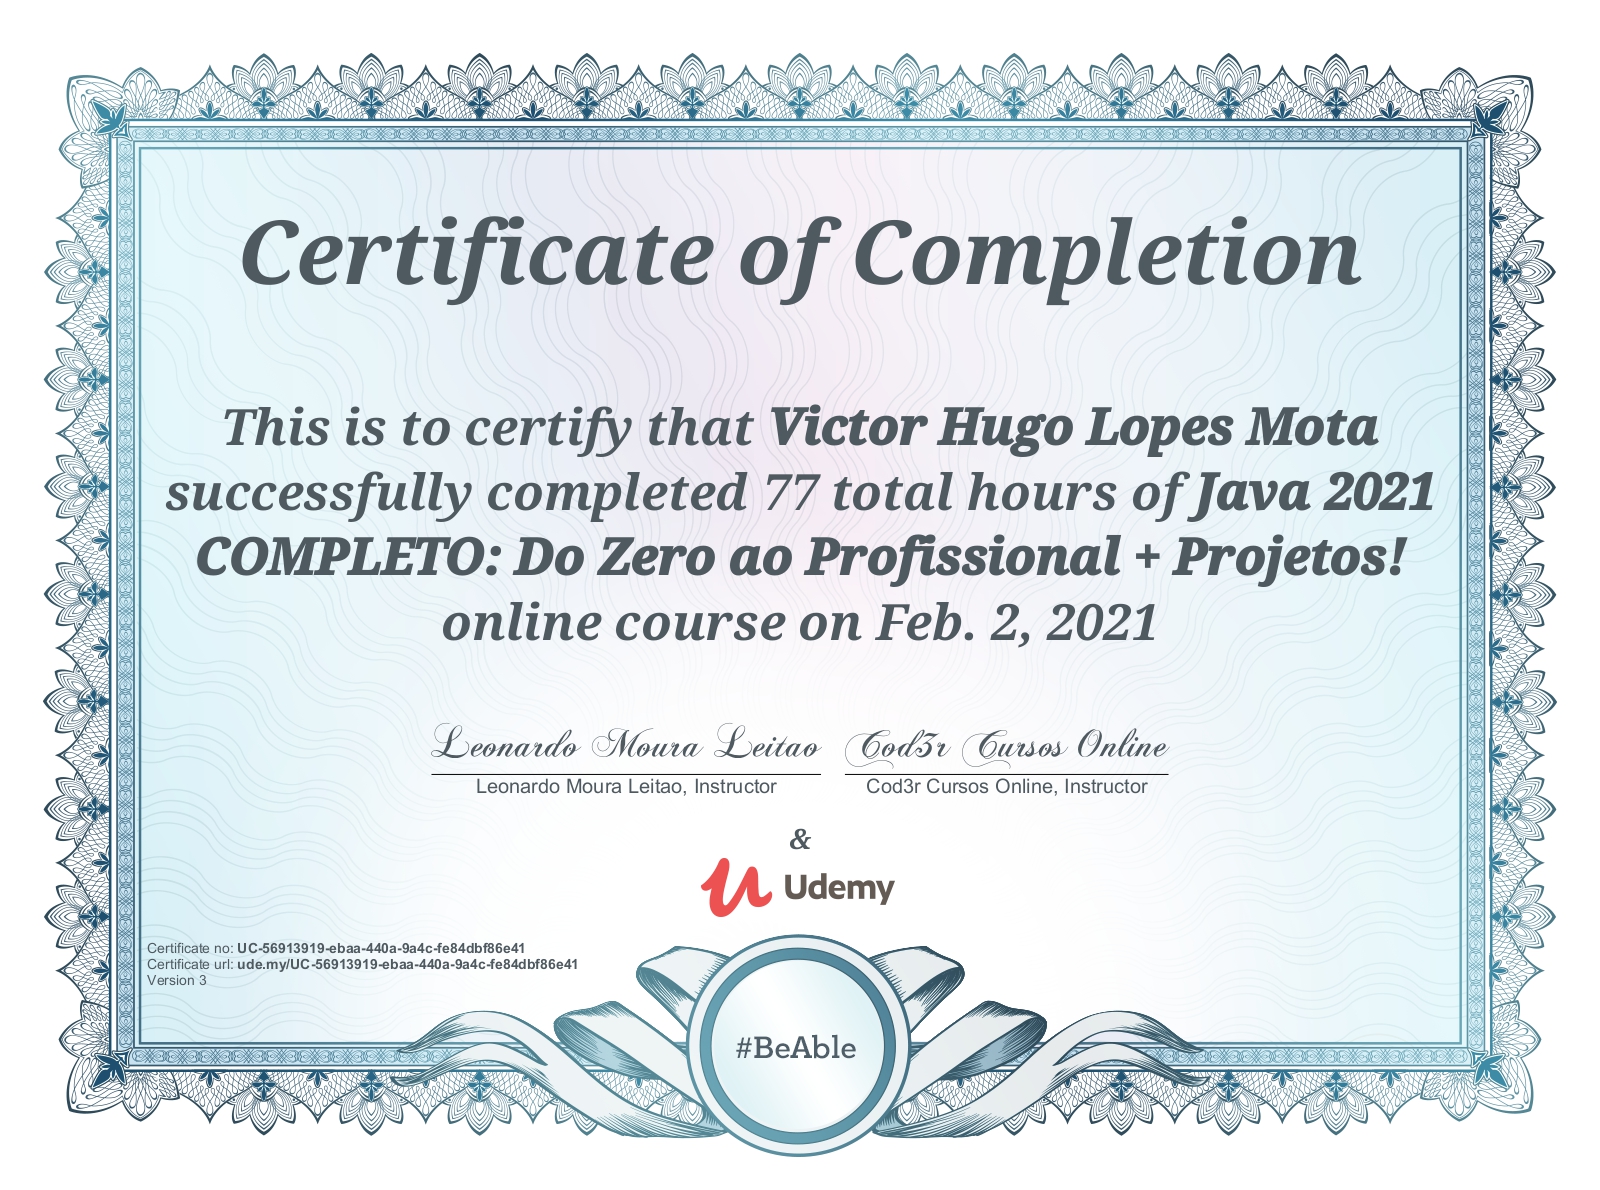 Certificate of Completion
This is to certify that Victor Hugo Lopes Mota
successfully completed 77 total hours of Java 2021
COMPLETO: Do Zero ao Profissional + Projetos!
online course on Feb. 2, 2021
Leonardo Moura Leitao Cod3r Cursos Online
Leonardo Moura Leitao, Instructor Cod3r Cursos Online, Instructor
&
Udemy
Certificate no: UC-56913919-ebaa-440a-9a4c-fe84dbf86e41
Certificate url: ude.my/UC-56913919-ebaa-440a-9a4c-fe84dbf86e41
Version 3
#BeAble